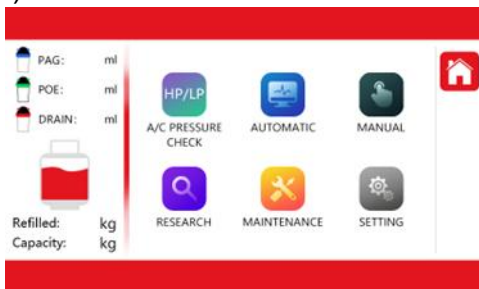 PAG: ml
POE: ml
DRAIN: ml
Refilled: kg
Capacity: kg
HP/LP
A/C PRESSURE
CHECK
AUTOMATIC
MANUAL
RESEARCH
MAINTENANCE
SETTING